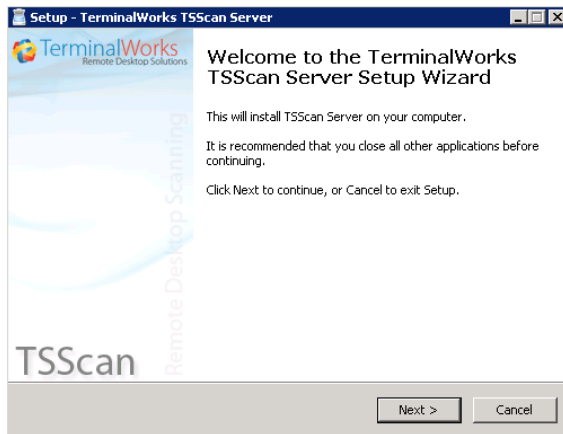 Setup - TerminalWorks TSScan Server
TerminalWorks
Remote Desktop Solutions
Welcome to the TerminalWorks
TSScan Server Setup Wizard
This will install TSScan Server on your computer.
It is recommended that you close all other applications before
continuing.
Click Next to continue, or Cancel to exit Setup.
Remote Desktop Scanning
TSScan
Next >
Cancel